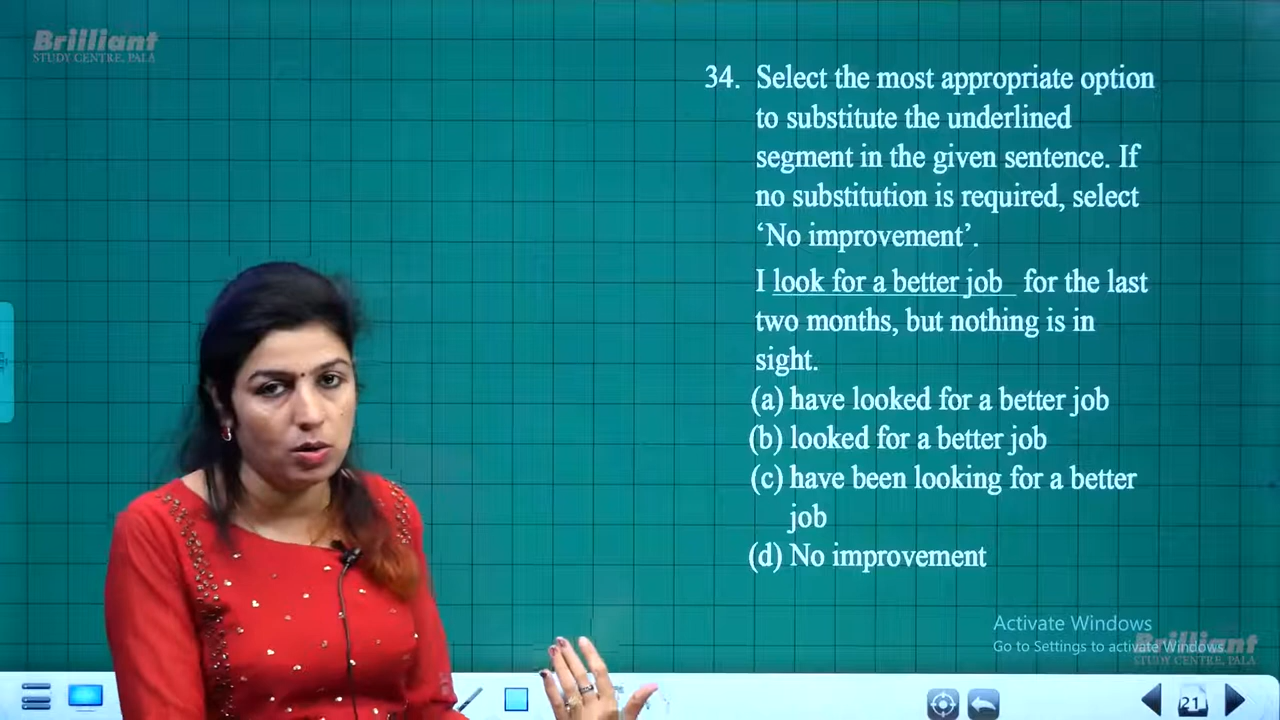 Brilliant
STUDY CENTRE, PALA
34. Select the most appropriate option
to substitute the underlined
segment in the given sentence. If
no substitution is required, select
‘No improvement’.
I look for a better job for the last
two months, but nothing is in
sight.
(a) have looked for a better job
(b) looked for a better job
(c) have been looking for a better
job
(d) No improvement
Activate Windows
Go to Settings to activate Windows.
Brilliant
STUDY CENTRE, PALA
21